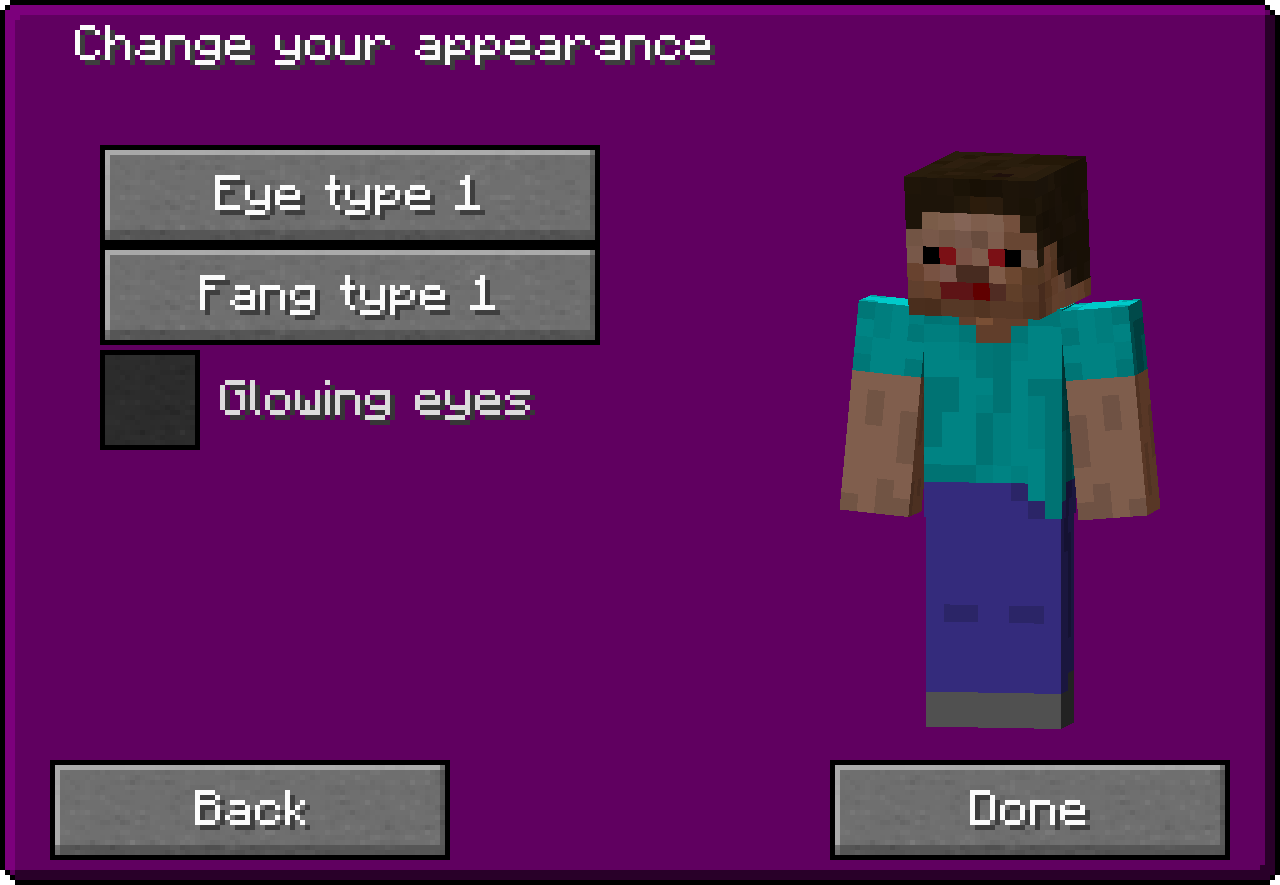 Change your appearance
Eye type 1
Fang type 1
Glowing eyes
Back
Done